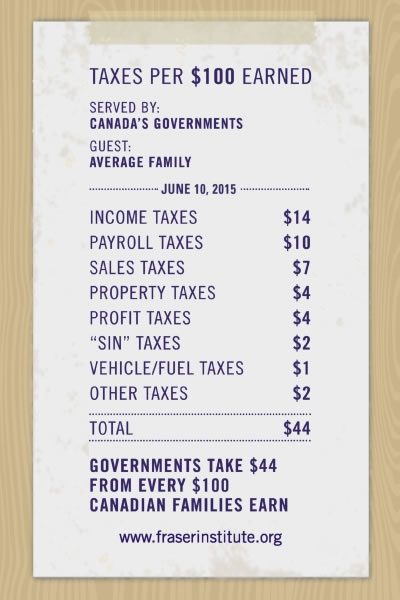 TAXES PER $100 EARNED
SERVED BY:
CANADA'S GOVERNMENTS
GUEST:
AVERAGE FAMILY
JUNE 10, 2015
INCOME TAXES $14
PAYROLL TAXES $10
SALES TAXES $7
PROPERTY TAXES $4
PROFIT TAXES $4
“SIN” TAXES $2
VEHICLE/FUEL TAXES $1
OTHER TAXES $2
TOTAL $44
GOVERNMENTS TAKE $44
FROM EVERY $100
CANADIAN FAMILIES EARN
www.fraserinstitute.org